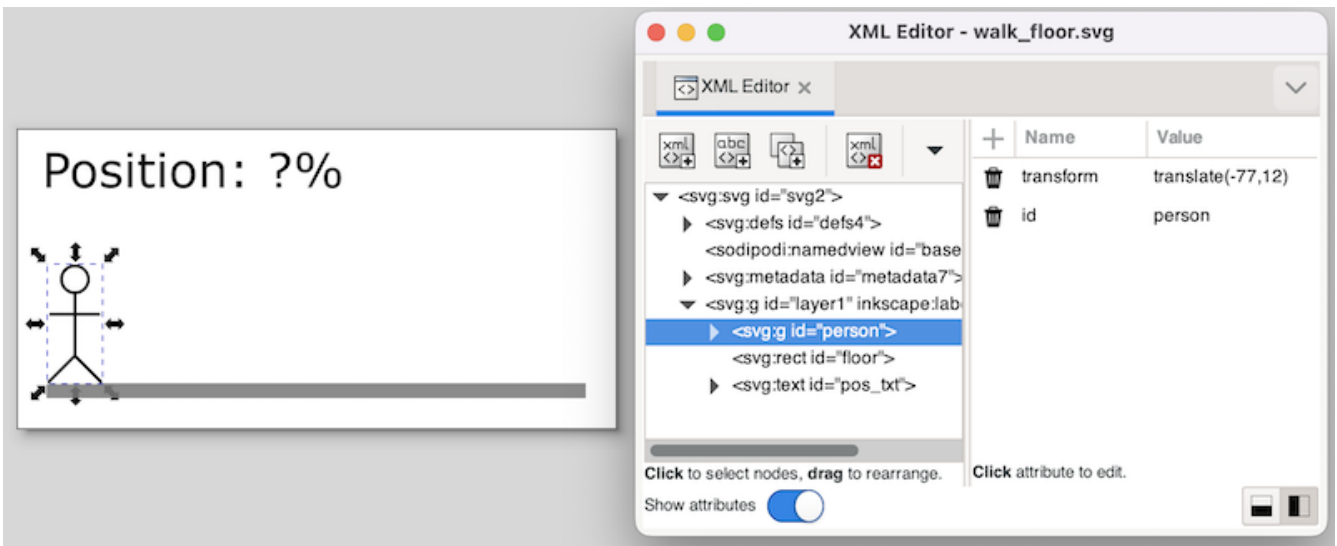 Position: ?%
XML Editor - walk_floor.svg
XML Editor
Name Value
transform translate(-77,12)
id person
<svg:svg id="svg2">
<svg:defs id="defs4">
<sodipodi:namedview id="base
<svg:metadata id="metadata7">
<svg:g id="layer1" inkscape:lab
<svg:g id="person">
<svg:rect id="floor">
<svg:text id="pos_txt">
Click to select nodes, drag to rearrange.
Click attribute to edit.
Show attributes